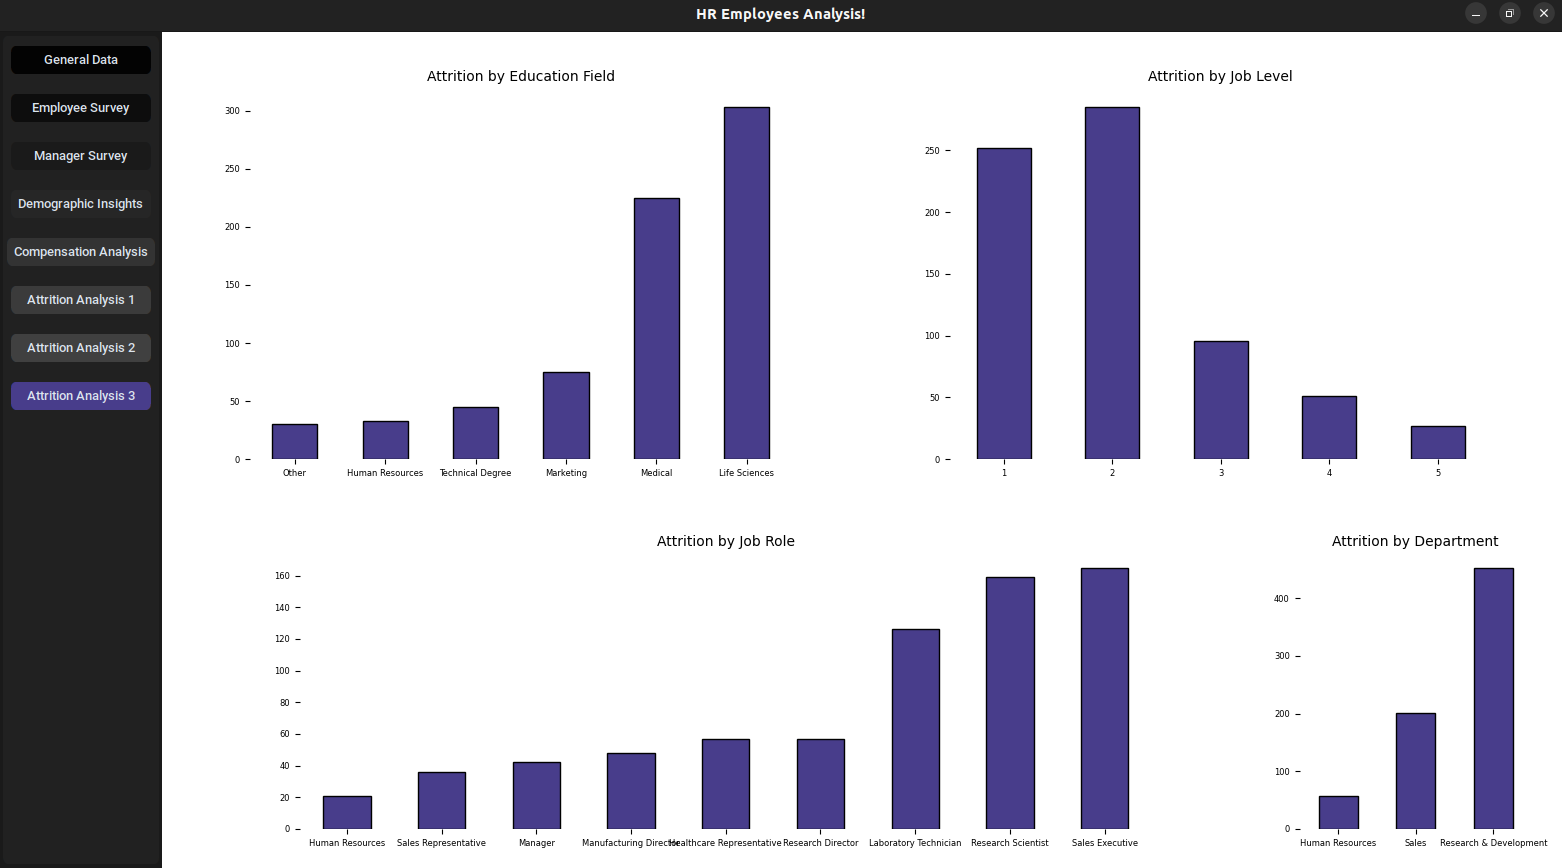 HR Employees Analysis!
General Data
Employee Survey
Manager Survey
Demographic Insights
Compensation Analysis
Attrition Analysis 1
Attrition Analysis 2
Attrition Analysis 3
Attrition by Education Field
300
250
200
150
100
50
0
Other Human Resources Technical Degree Marketing Medical Life Sciences
Attrition by Job Level
250
200
150
100
50
0
1 2 3 4 5
Attrition by Job Role
160
140
120
100
80
60
40
20
0
Human Resources Sales Representative Manager Manufacturing Director Healthcare Representative Research Director Laboratory Technician Research Scientist Sales Executive
Attrition by Department
400
300
200
100
0
Human Resources Sales Research & Development